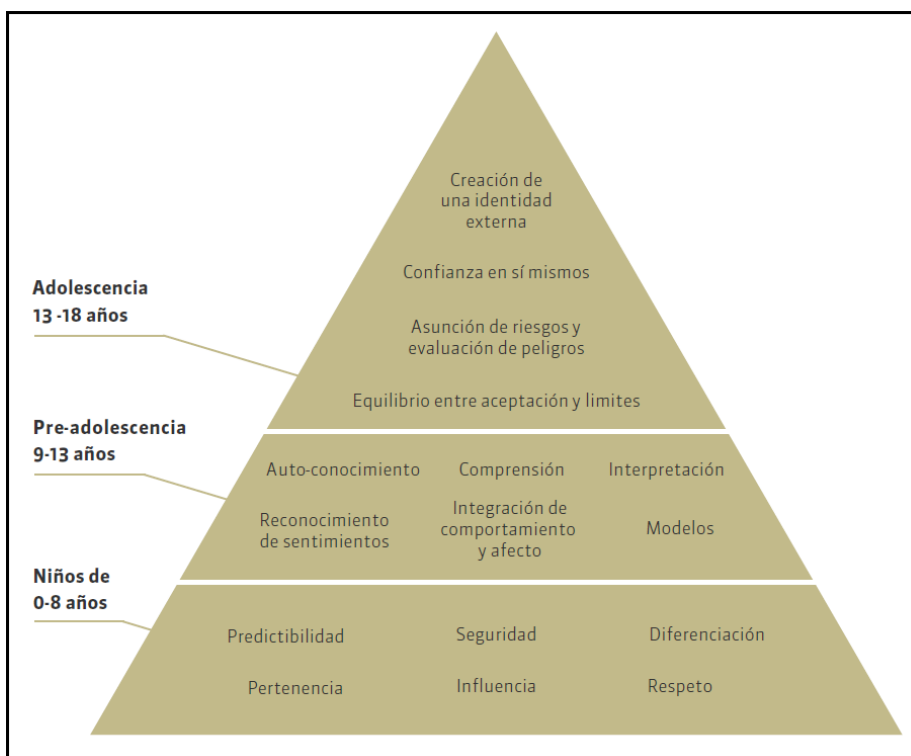 Creación de
una identidad
externa
Confianza en sí mismos
Adolescencia
13 -18 años
Asunción de riesgos y
evaluación de peligros
Equilibrio entre aceptación y limites
Pre-adolescencia
9-13 años
Auto-conocimiento Comprensión Interpretación
Reconocimiento
de sentimientos
Integración de
comportamiento
y afecto
Modelos
Niños de
0-8 años
Predictibilidad Seguridad Diferenciación
Pertenencia Influencia Respeto